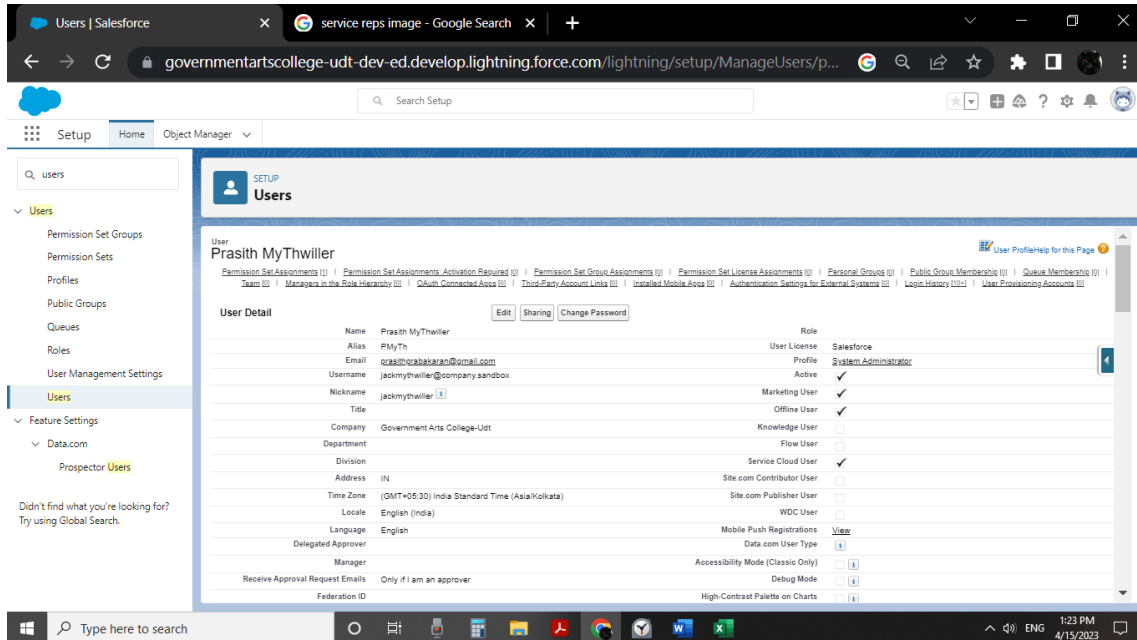 Users | Salesforce
service reps image - Google Search
governmentartscollege-udt-dev-ed.develop.lightning.force.com/lightning/setup/ManageUsers/p...
Search Setup
Setup Home Object Manager
users
Users
Permission Set Groups
Permission Sets
Profiles
Public Groups
Queues
Roles
User Management Settings
Users
Feature Settings
Data.com
Prospector Users
Didn't find what you're looking for?
Try using Global Search.
SETUP
Users
User
Prasith MyThwiller
User Profile Help for this Page
Permission Set Assignments [1] | Permission Set Assignments: Activation Required [0] | Permission Set Group Assignments [0] | Permission Set License Assignments [0] | Personal Groups [0] | Public Group Membership [0] | Queue Membership [0] |
Team [0] | Managers in the Role Hierarchy [0] | OAuth Connected Apps [0] | Third-Party Account Links [0] | Installed Mobile Apps [0] | Authentication Settings for External Systems [0] | Login History [10+] | User Provisioning Accounts [0]
User Detail Edit Sharing Change Password
Name Prasith MyThwiller Role
Alias PMyTh User License Salesforce
Email prasithprabakaran@gmail.com Profile System Administrator
Username jackmythwiller@company.sandbox Active
Nickname jackmythwiller i Marketing User
Title Offline User
Company Government Arts College-Udt Knowledge User
Department Flow User
Division Service Cloud User
Address IN Site.com Contributor User
Time Zone (GMT+05:30) India Standard Time (Asia/Kolkata) Site.com Publisher User
Locale English (India) WDC User
Language English Mobile Push Registrations View
Delegated Approver Data.com User Type i
Manager Accessibility Mode (Classic Only) i
Receive Approval Request Emails Only if I am an approver Debug Mode i
Federation ID High-Contrast Palette on Charts i
Type here to search
ENG
1:23 PM
4/15/2023